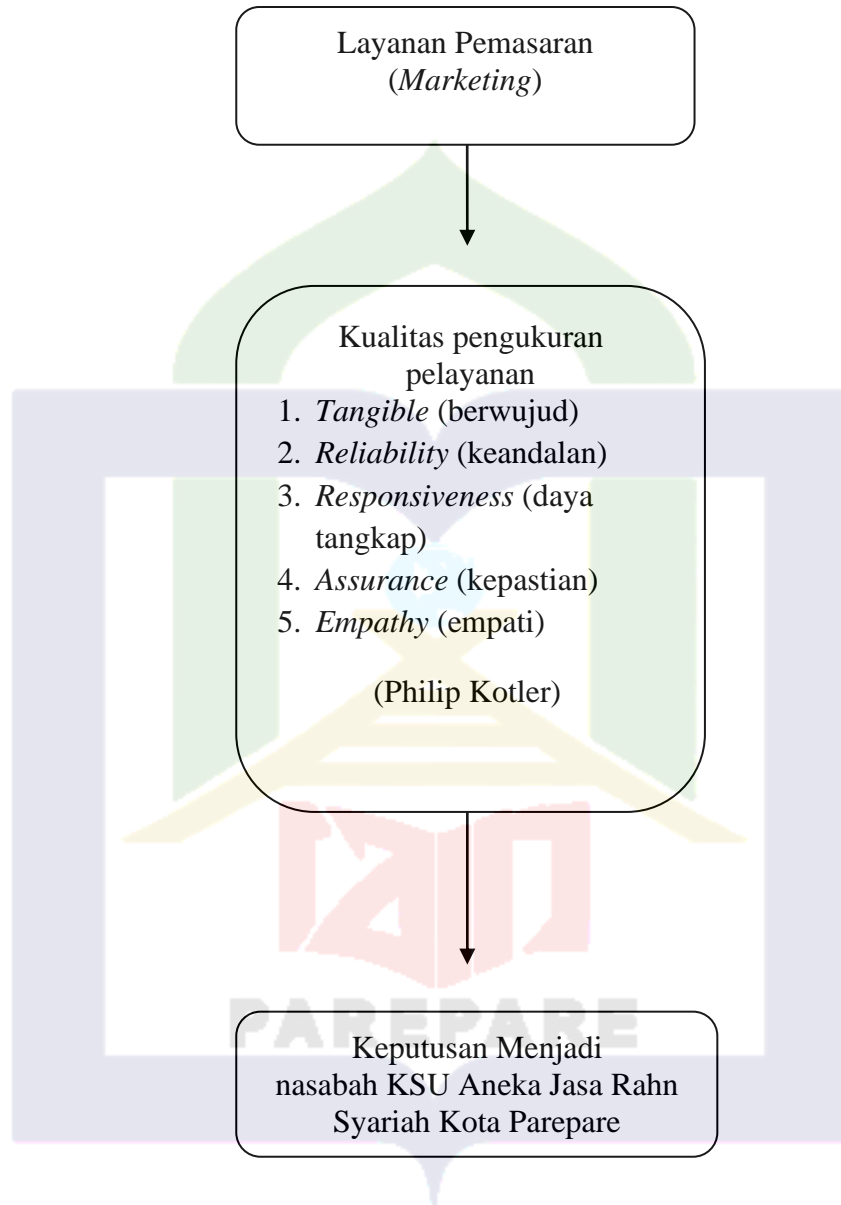 Layanan Pemasaran
(Marketing)
Kualitas pengukuran
pelayanan
1. Tangible (berwujud)
2. Reliability (keandalan)
3. Responsiveness (daya
tangkap)
4. Assurance (kepastian)
5. Empathy (empati)
(Philip Kotler)
PAREPARE
Keputusan Menjadi
nasabah KSU Aneka Jasa Rahn
Syariah Kota Parepare